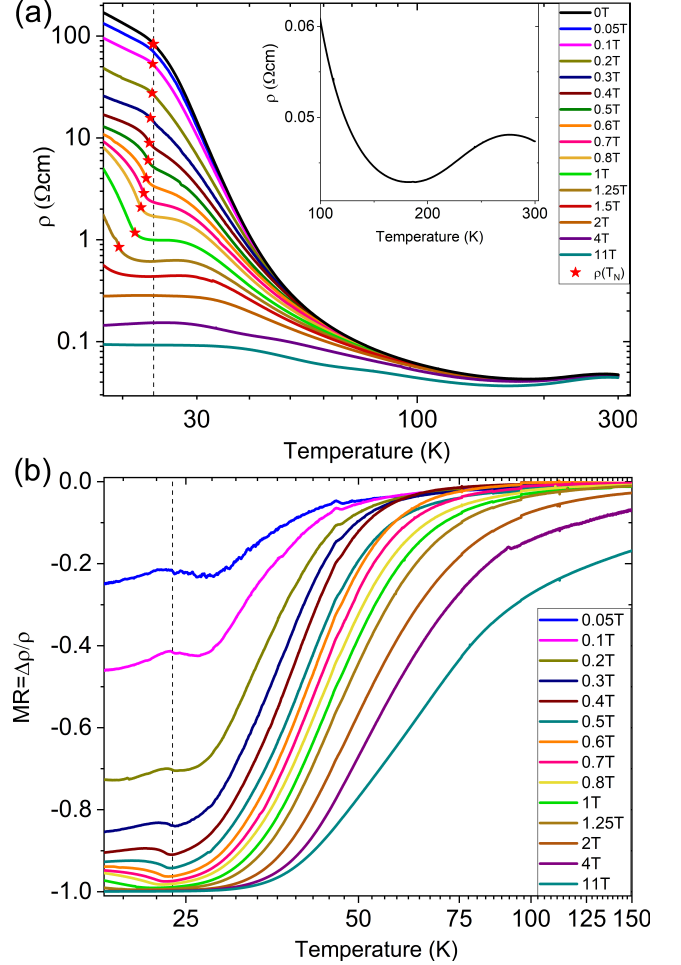 (a)
100
10
1
0.1
ρ (Ωcm)
30
100
300
Temperature (K)
0.06
0.05
ρ (Ωcm)
100
200
300
Temperature (K)
0T
0.05T
0.1T
0.2T
0.3T
0.4T
0.5T
0.6T
0.7T
0.8T
1T
1.25T
1.5T
2T
4T
11T
ρ(T_N)
(b)
0.0
-0.2
-0.4
-0.6
-0.8
-1.0
MR=Δρ/ρ
25
50
75
100
125
150
Temperature (K)
0.05T
0.1T
0.2T
0.3T
0.4T
0.5T
0.6T
0.7T
0.8T
1T
1.25T
2T
4T
11T